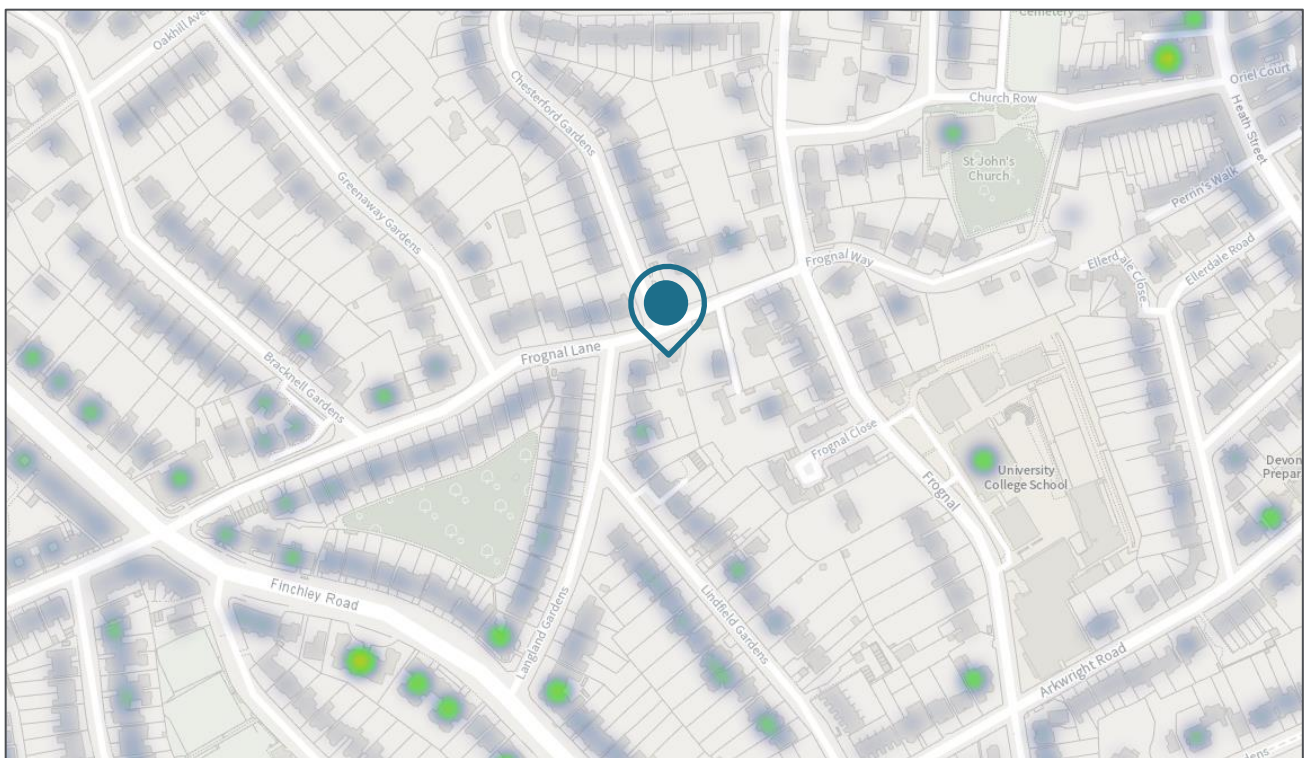 Oakhill Ave
Cemetery
Oriel Court
Chesterford Gardens
Church Row
Heath Street
St John's
Church
Greenaway Gardens
Perrin's Walk
Frognal Way
Ellerdale Close
Ellerdale Road
Frognal Lane
Bracknell Gardens
Frognal Close
University
College School
Devon
Prepar
Frognal
Finchley Road
Lindfield Gardens
Langland Gardens
Arkwright Road